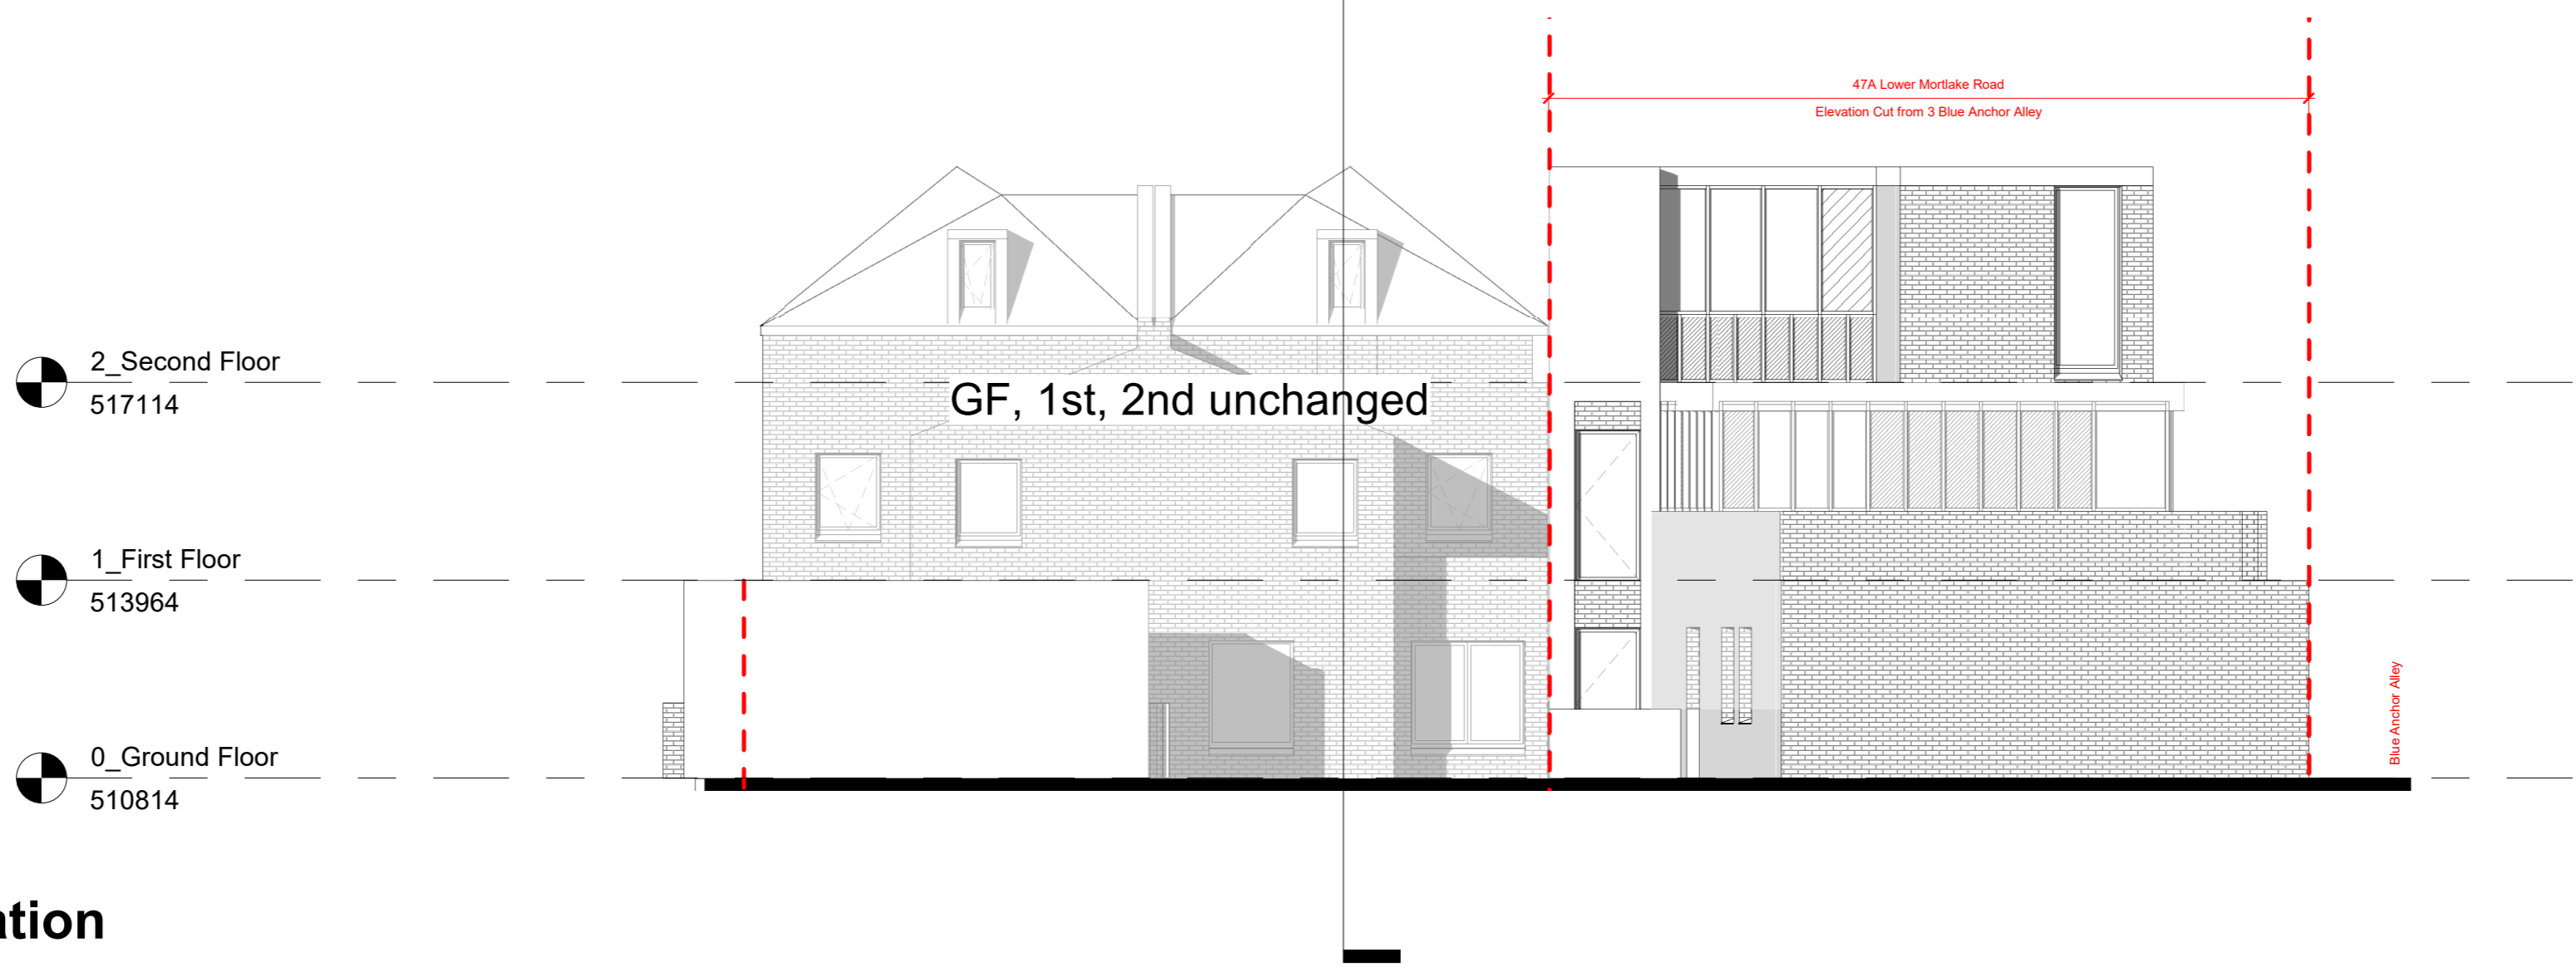 47A Lower Mortlake Road
Elevation Cut from 3 Blue Anchor Alley
2_Second Floor
517114
GF, 1st, 2nd unchanged
1_First Floor
513964
0_Ground Floor
510814
Blue Anchor Alley
ation